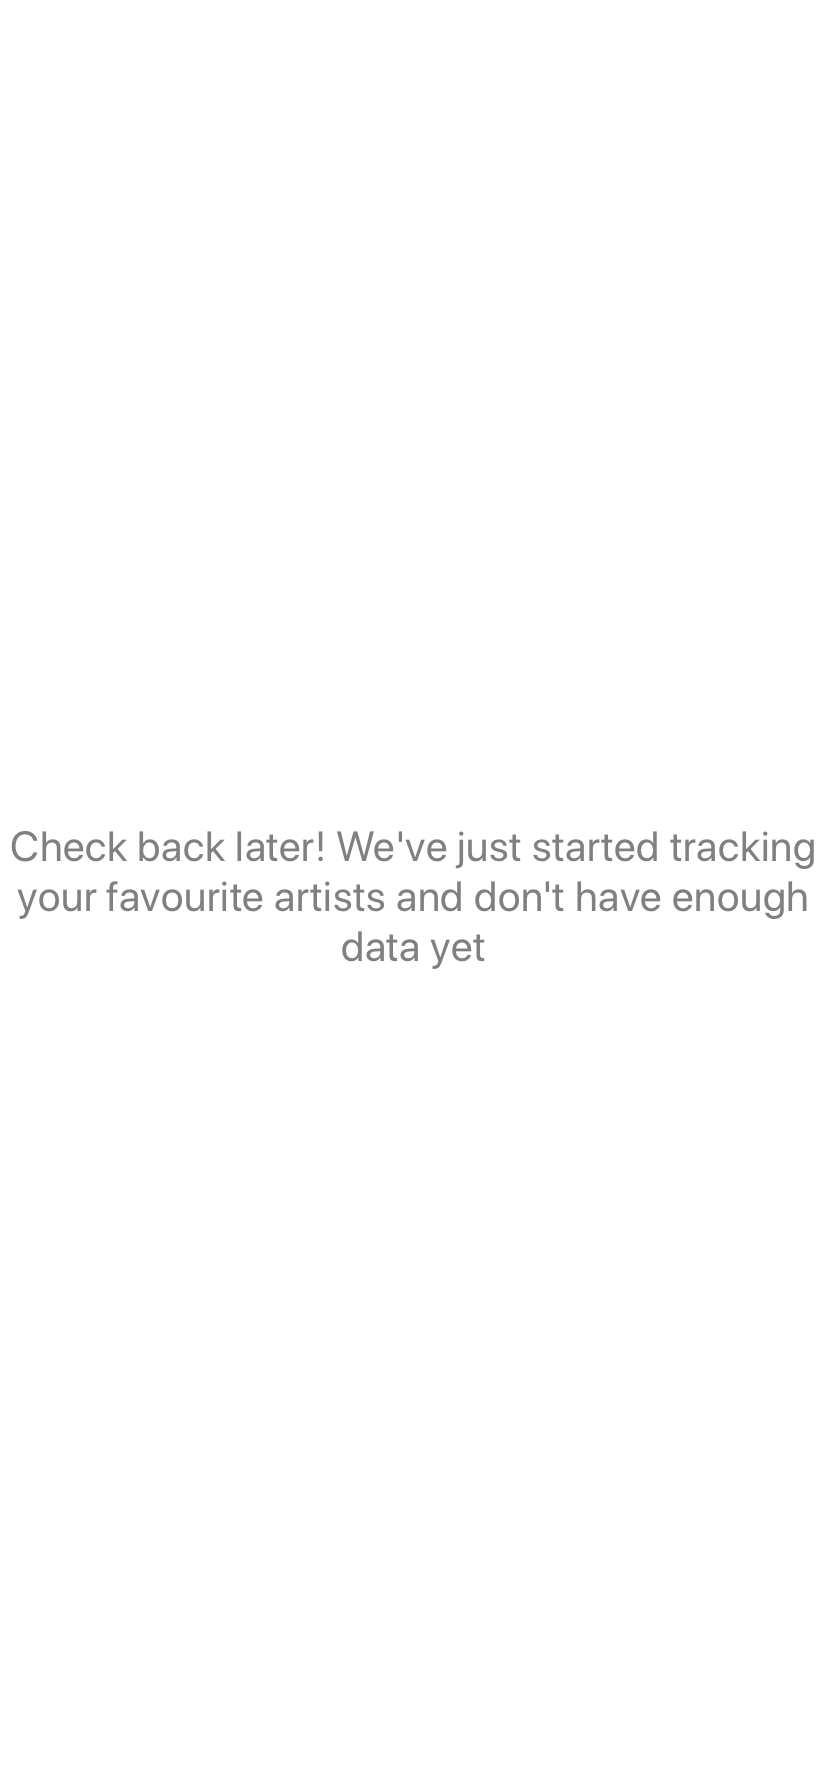 Check back later! We've just started tracking
your favourite artists and don't have enough
data yet